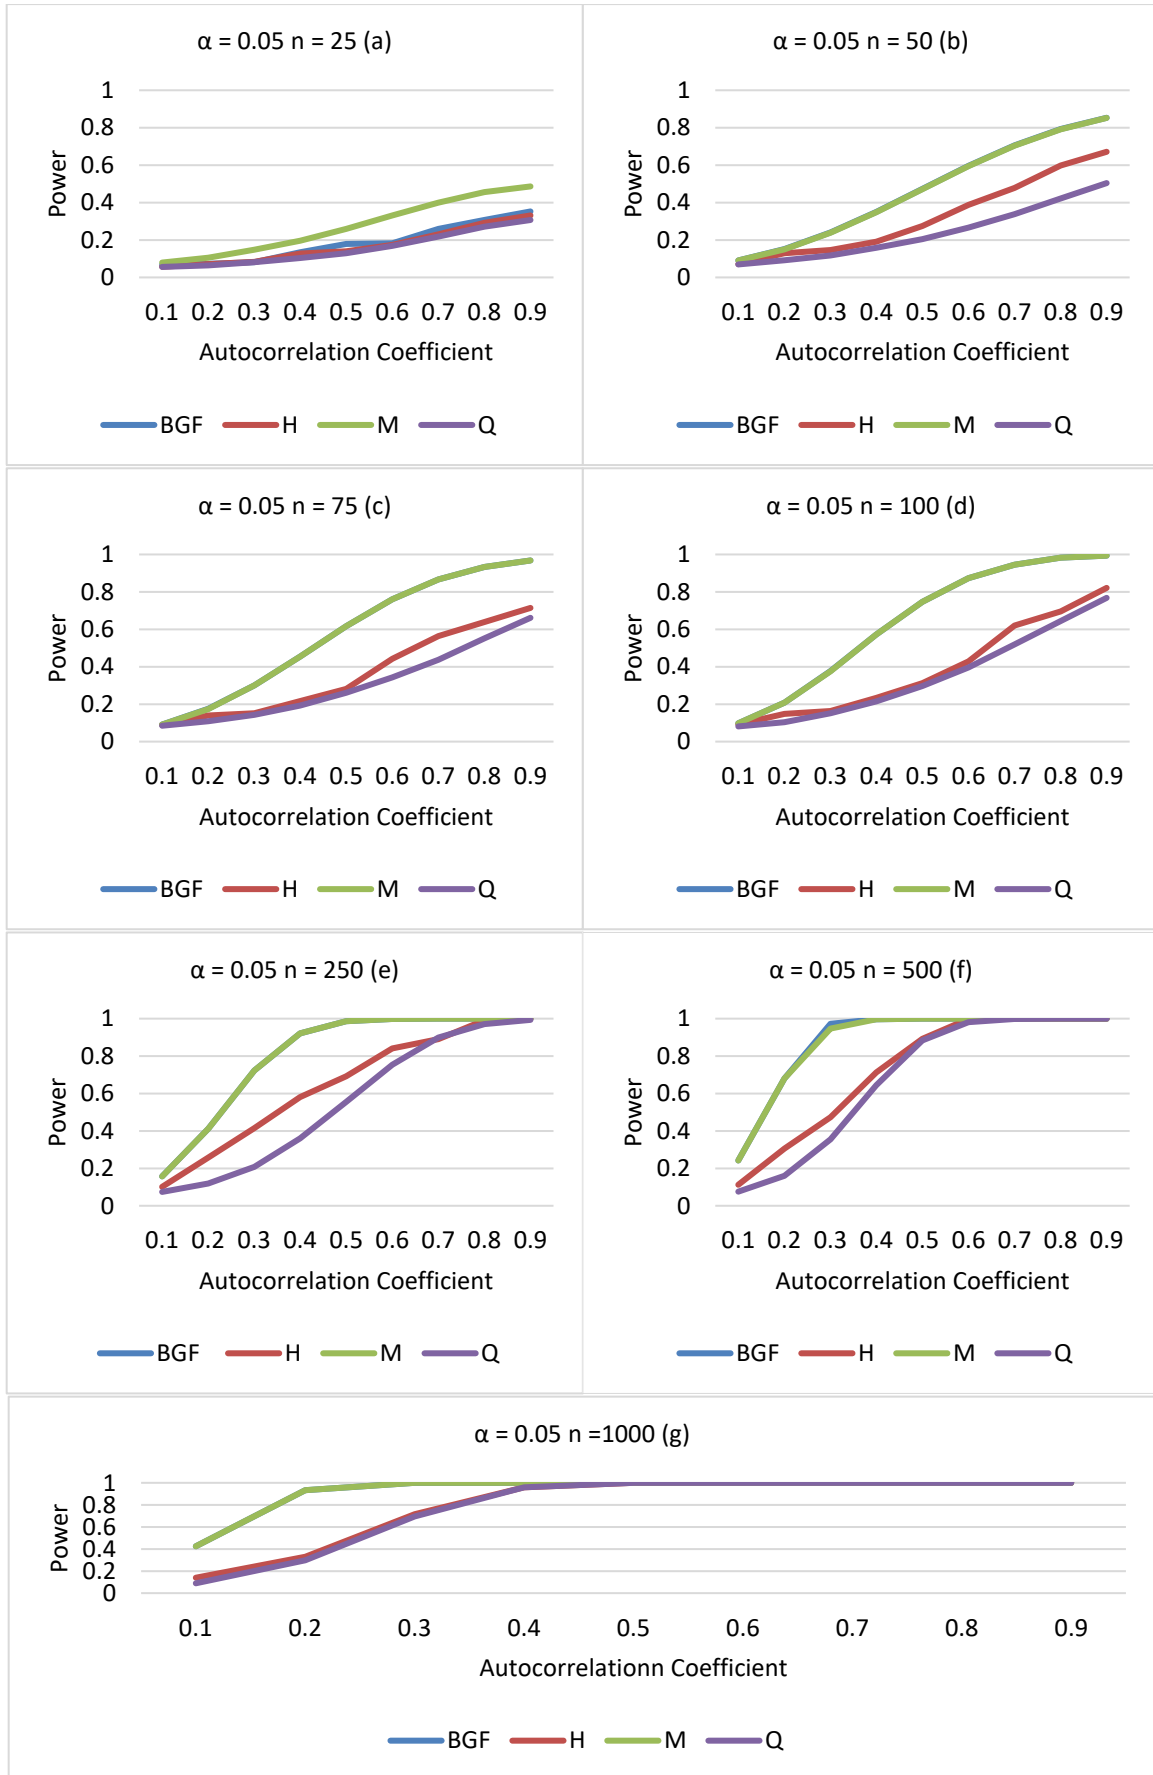 α = 0.05 n = 25 (a)
Power
1
0.8
0.6
0.4
0.2
0
0.1 0.2 0.3 0.4 0.5 0.6 0.7 0.8 0.9
Autocorrelation Coefficient
BGF H M Q
α = 0.05 n = 50 (b)
Power
1
0.8
0.6
0.4
0.2
0
0.1 0.2 0.3 0.4 0.5 0.6 0.7 0.8 0.9
Autocorrelation Coefficient
BGF H M Q
α = 0.05 n = 75 (c)
Power
1
0.8
0.6
0.4
0.2
0
0.1 0.2 0.3 0.4 0.5 0.6 0.7 0.8 0.9
Autocorrelation Coefficient
BGF H M Q
α = 0.05 n = 100 (d)
Power
1
0.8
0.6
0.4
0.2
0
0.1 0.2 0.3 0.4 0.5 0.6 0.7 0.8 0.9
Autocorrelation Coefficient
BGF H M Q
α = 0.05 n = 250 (e)
Power
1
0.8
0.6
0.4
0.2
0
0.1 0.2 0.3 0.4 0.5 0.6 0.7 0.8 0.9
Autocorrelation Coefficient
BGF H M Q
α = 0.05 n = 500 (f)
Power
1
0.8
0.6
0.4
0.2
0
0.1 0.2 0.3 0.4 0.5 0.6 0.7 0.8 0.9
Autocorrelation Coefficient
BGF H M Q
α = 0.05 n =1000 (g)
Power
1
0.8
0.6
0.4
0.2
0
0.1 0.2 0.3 0.4 0.5 0.6 0.7 0.8 0.9
Autocorrelationn Coefficient
BGF H M Q